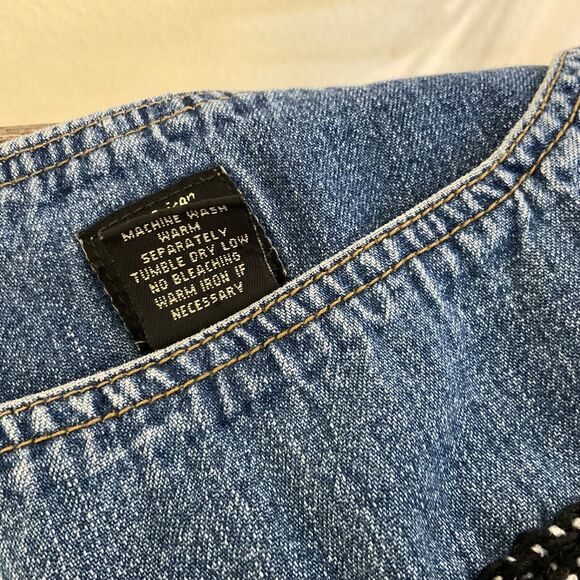 MACHINE WASH
WARM
SEPARATELY
TUMBLE DRY LOW
NO BLEACHING
WARM IRON IF
NECESSARY